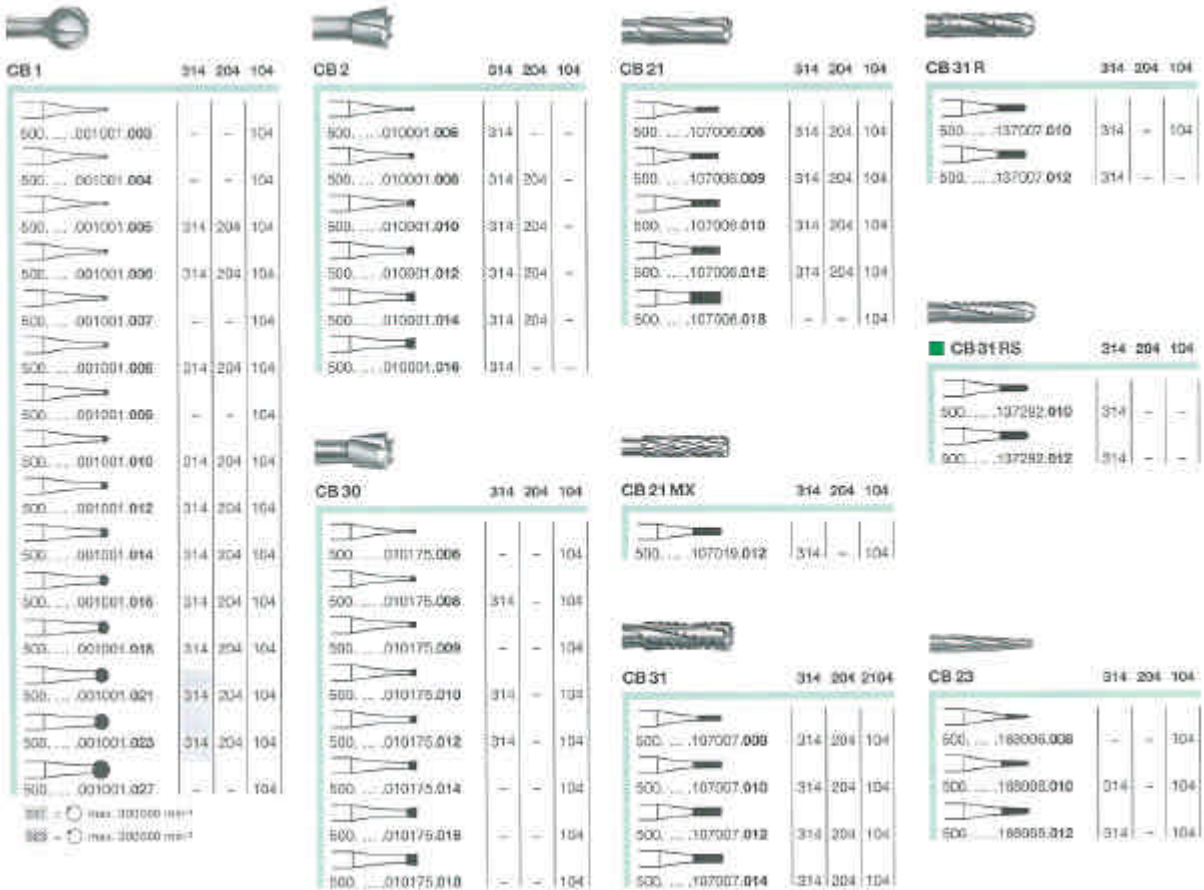 CB 1 314 204 104
500. . . . . .001001.003 – – 104
500. . . . . .001001.004 – – 104
500. . . . . .001001.005 314 204 104
500. . . . . .001001.006 314 204 104
500. . . . . .001001.007 – – 104
500. . . . . .001001.008 314 204 104
500. . . . . .001001.009 – – 104
500. . . . . .001001.010 314 204 104
500. . . . . .001001.012 314 204 104
500. . . . . .001001.014 314 204 104
500. . . . . .001001.016 314 204 104
500. . . . . .001001.018 314 204 104
500. . . . . .001001.021 314 204 104
500. . . . . .001001.023 314 204 104
500. . . . . .001001.027 – – 104
max. 300000 min-1
max. 300000 min-1
CB 2 314 204 104
500. . . . . .010001.006 314 – –
500. . . . . .010001.008 314 204 –
500. . . . . .010001.010 314 204 –
500. . . . . .010001.012 314 204 –
500. . . . . .010001.014 314 204 –
500. . . . . .010001.016 314 – –
CB 30 314 204 104
500. . . . . .010175.006 – – 104
500. . . . . .010175.008 314 – 104
500. . . . . .010175.009 – – 104
500. . . . . .010175.010 314 – 104
500. . . . . .010175.012 314 – 104
500. . . . . .010175.014 – – 104
500. . . . . .010175.016 – – 104
500. . . . . .010175.018 – – 104
CB 21 314 204 104
500. . . . . .107006.008 314 204 104
500. . . . . .107006.009 314 204 104
500. . . . . .107006.010 314 204 104
500. . . . . .107006.012 314 204 104
500. . . . . .107006.018 – – 104
CB 21 MX 314 204 104
500. . . . . .107019.012 314 – 104
CB 31 314 204 2104
500. . . . . .107007.009 314 204 104
500. . . . . .107007.010 314 204 104
500. . . . . .107007.012 314 204 104
500. . . . . .107007.014 314 204 104
CB 31 R 314 204 104
500. . . . . .137007.010 314 – 104
500. . . . . .137007.012 314 – –
CB 31 RS 314 204 104
500. . . . . .137292.010 314 – –
500. . . . . .137292.012 314 – –
CB 23 314 204 104
500. . . . . .168006.008 – – 104
500. . . . . .168006.010 314 – 104
500. . . . . .168006.012 314 – 104